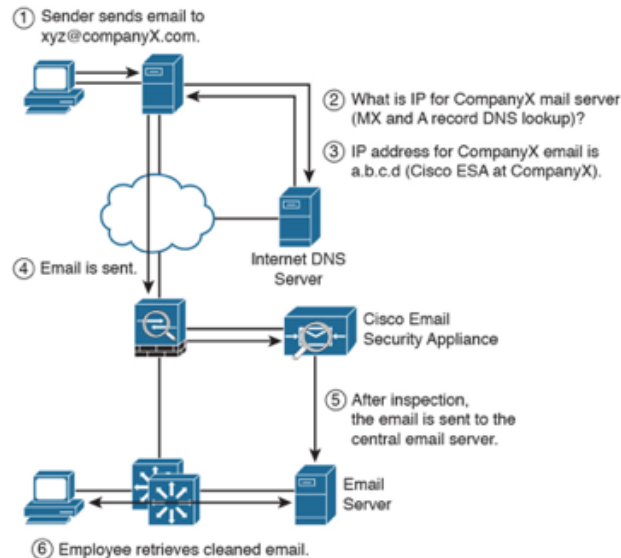 ① Sender sends email to
xyz@companyX.com.
② What is IP for CompanyX mail server
(MX and A record DNS lookup)?
③ IP address for CompanyX email is
a.b.c.d (Cisco ESA at CompanyX).
Internet DNS
Server
④ Email is sent.
Cisco Email
Security Appliance
⑤ After inspection,
the email is sent to the
central email server.
Email
Server
⑥ Employee retrieves cleaned email.